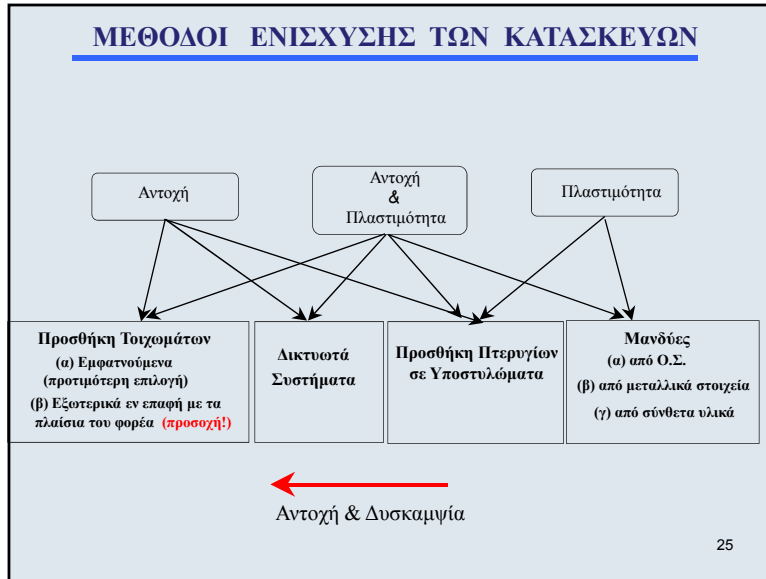 ΜΕΘΟΔΟΙ ΕΝΙΣΧΥΣΗΣ ΤΩΝ ΚΑΤΑΣΚΕΥΩΝ
Αντοχή
Αντοχή
&
Πλαστιμότητα
Πλαστιμότητα
Προσθήκη Τοιχωμάτων
(α) Εμφατνούμενα
(προτιμότερη επιλογή)
(β) Εξωτερικά εν επαφή με τα
πλαίσια του φορέα (προσοχή!)
Δικτυωτά
Συστήματα
Προσθήκη Πτερυγίων
σε Υποστυλώματα
Μανδύες
(α) από Ο.Σ.
(β) από μεταλλικά στοιχεία
(γ) από σύνθετα υλικά
Αντοχή & Δυσκαμψία
25